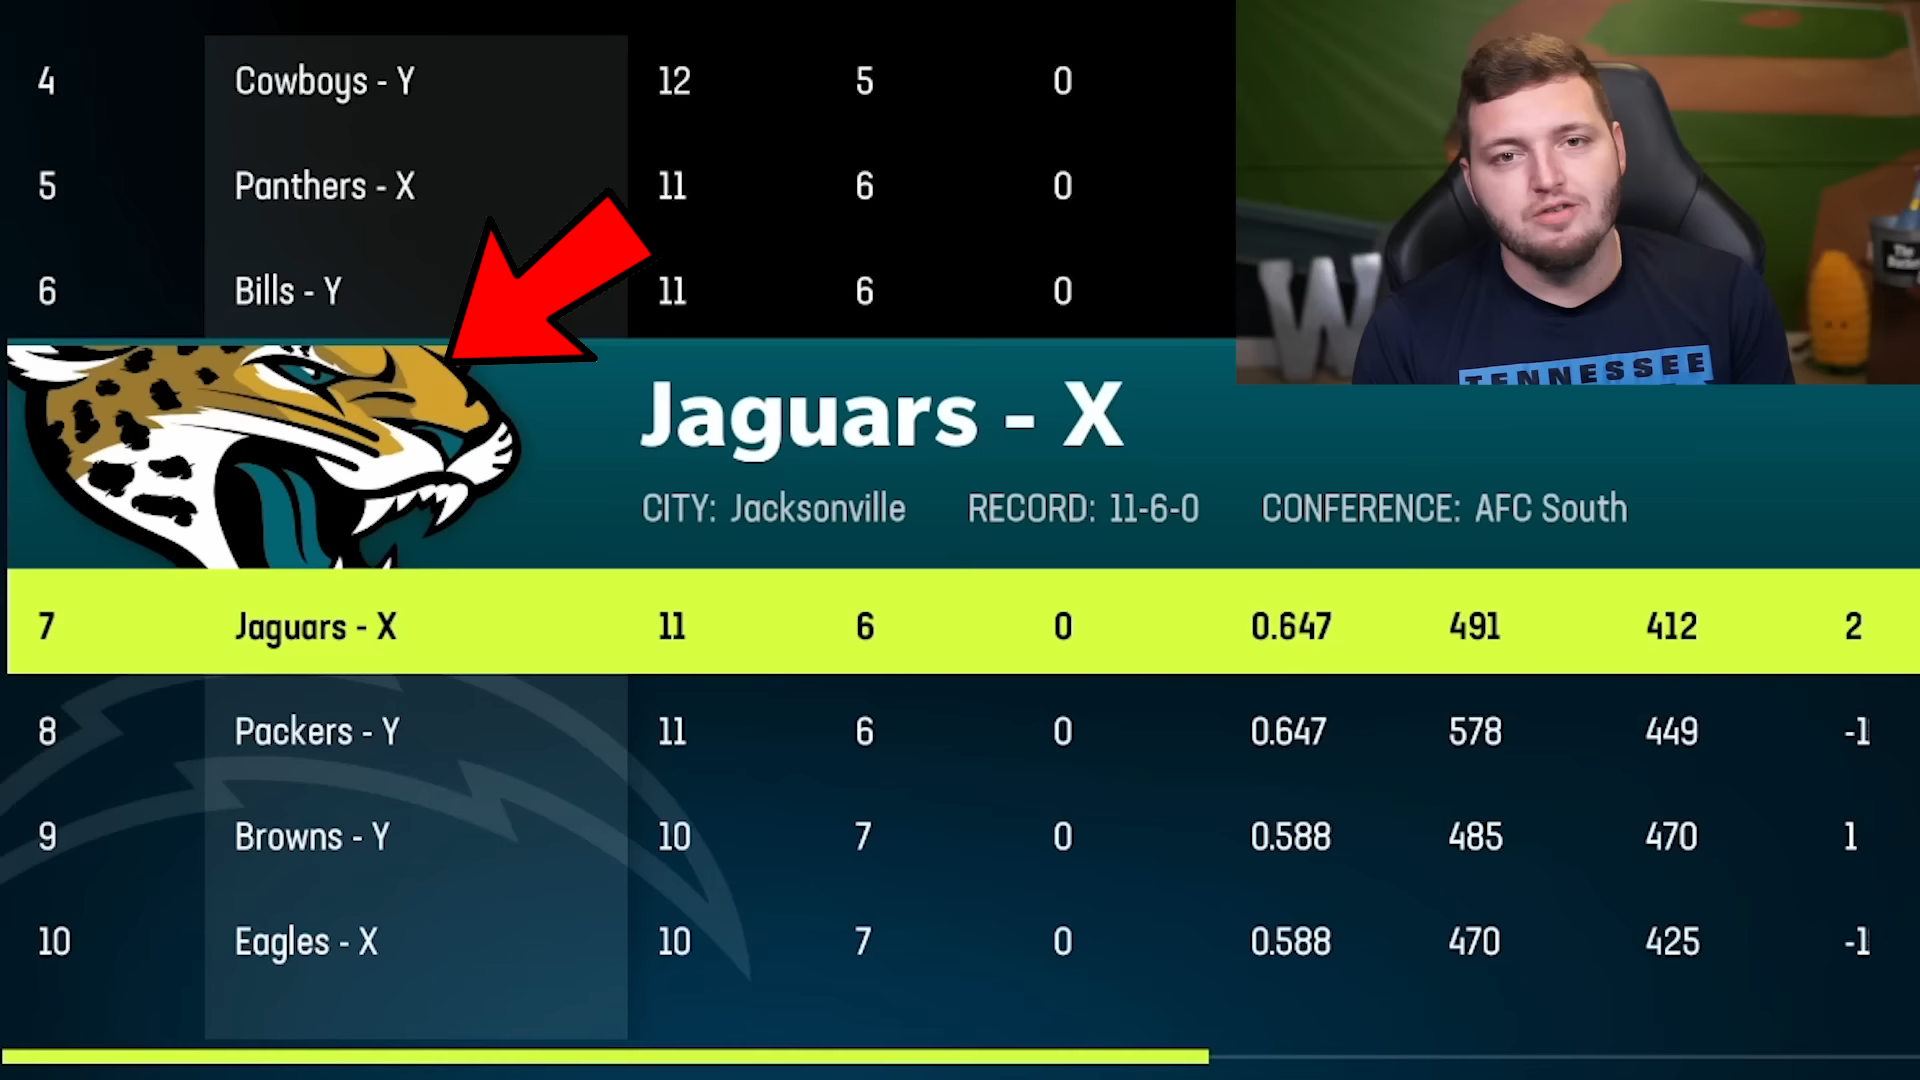 4 Cowboys - Y 12 5 0
5 Panthers - X 11 6 0
6 Bills - Y 11 6 0
W
The
TENNESSEE
Jaguars - X
CITY: Jacksonville RECORD: 11-6-0 CONFERENCE: AFC South
7 Jaguars - X 11 6 0 0.647 491 412 2
8 Packers - Y 11 6 0 0.647 578 449 -1
9 Browns - Y 10 7 0 0.588 485 470 1
10 Eagles - X 10 7 0 0.588 470 425 -1